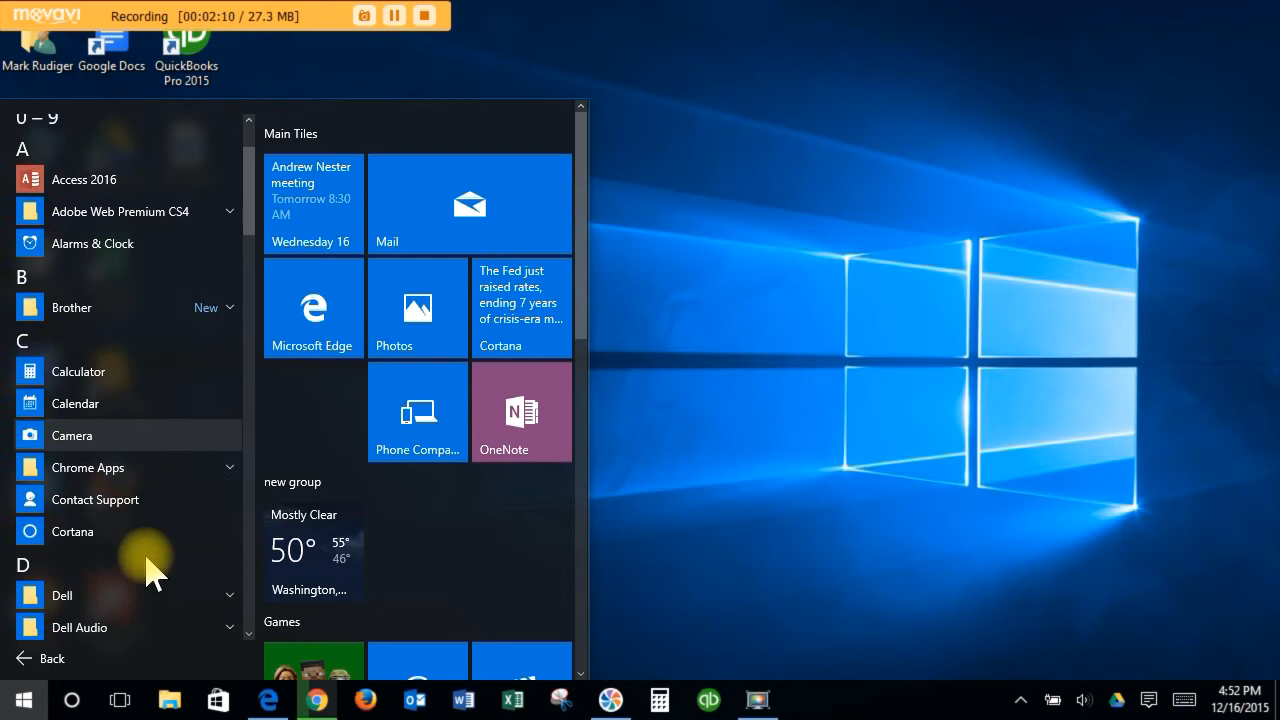 movavi Recording [00:02:10 / 27.3 MB]
Mark Rudiger
Google Docs
QuickBooks
Pro 2015
0 – 9
A
Access 2016
Adobe Web Premium CS4
Alarms & Clock
B
Brother New
C
Calculator
Calendar
Camera
Chrome Apps
Contact Support
Cortana
D
Dell
Dell Audio
Back
Main Tiles
Andrew Nester
meeting
Tomorrow 8:30
AM
Wednesday 16
Mail
Microsoft Edge
Photos
The Fed just
raised rates,
ending 7 years
of crisis-era m...
Cortana
Phone Compa...
N
OneNote
new group
Mostly Clear
50° 55°
46°
Washington,...
Games
qb
4:52 PM
12/16/2015